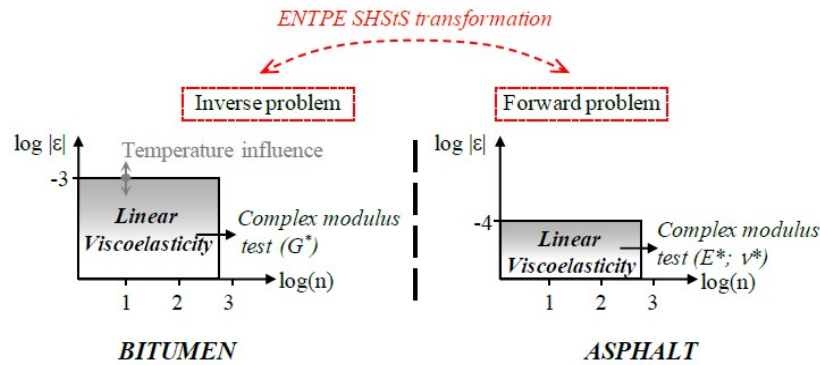 ENTPE SHStS transformation
Inverse problem
Forward problem
log |ε|
Temperature influence
-3
Linear
Viscoelasticity
Complex modulus
test (G*)
log(n)
1 2 3
BITUMEN
log |ε|
-4
Linear
Viscoelasticity
Complex modulus
test (E*; ν*)
log(n)
1 2 3
ASPHALT